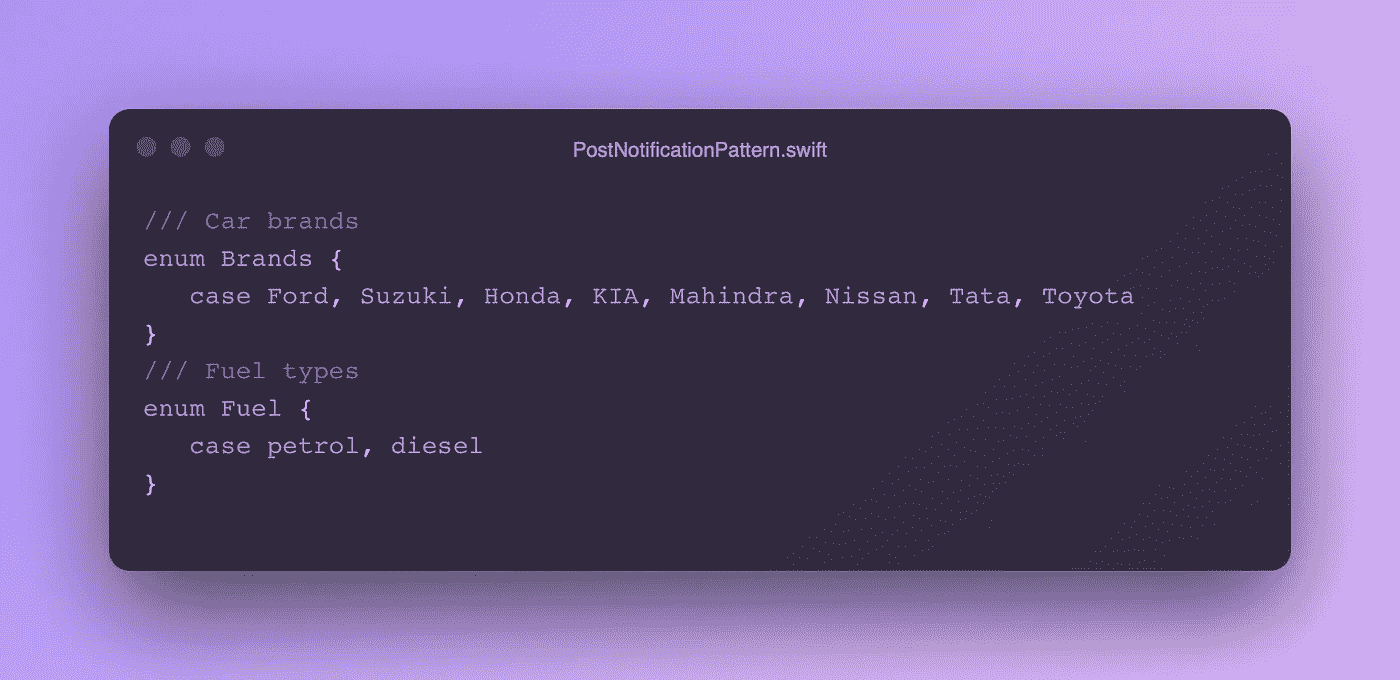 PostNotificationPattern.swift
/// Car brands
enum Brands {
   case Ford, Suzuki, Honda, KIA, Mahindra, Nissan, Tata, Toyota
}
/// Fuel types
enum Fuel {
   case petrol, diesel
}